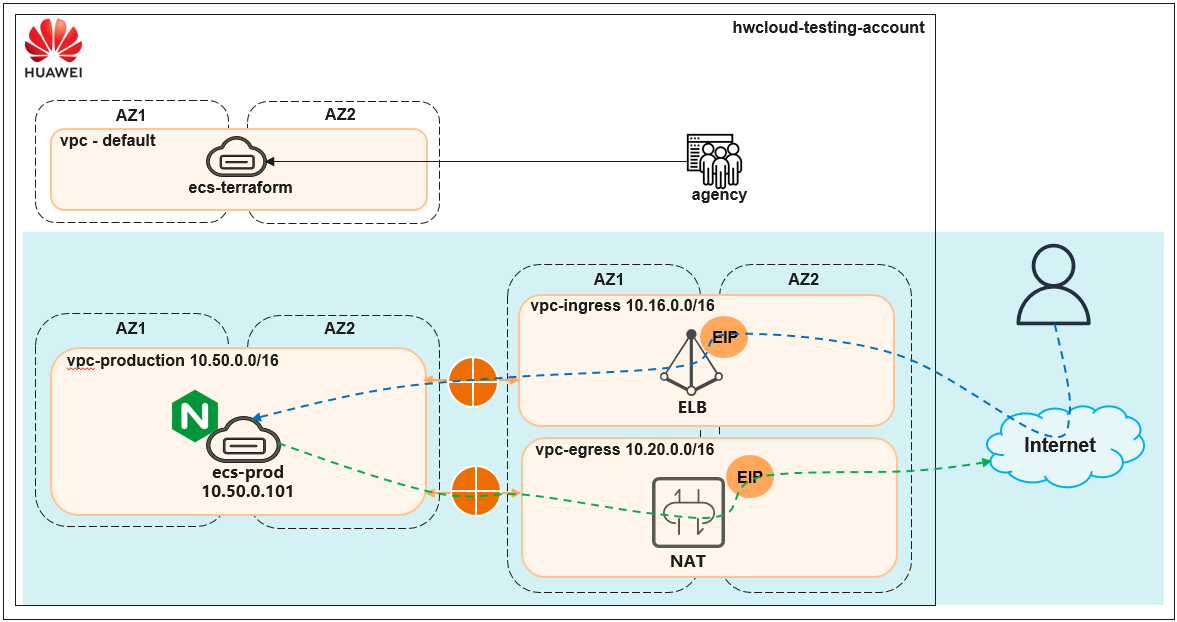 hwcloud-testing-account
HUAWEI
AZ1
AZ2
vpc - default
ecs-terraform
agency
AZ1
AZ2
vpc-ingress 10.16.0.0/16
EIP
ELB
AZ1
AZ2
vpc-production 10.50.0.0/16
N
ecs-prod
10.50.0.101
vpc-egress 10.20.0.0/16
EIP
NAT
Internet